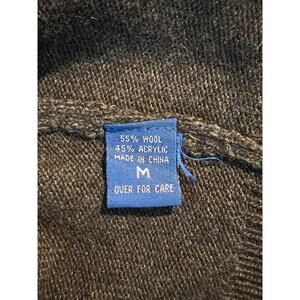 55% WOOL
45% ACRYLIC
MADE IN CHINA
M
OVER FOR CARE